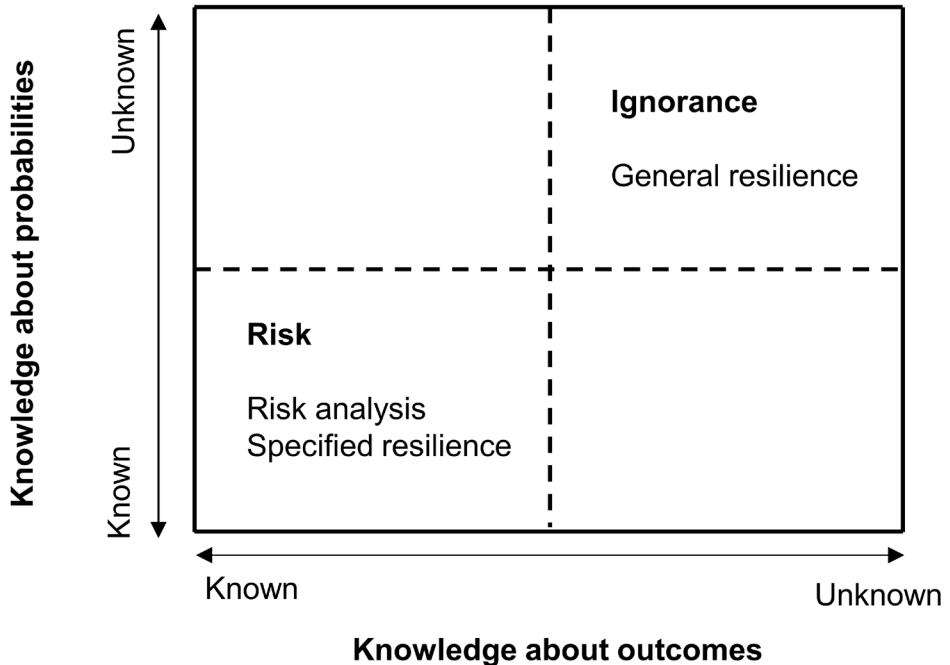 Knowledge about probabilities
Unknown
Known
Ignorance
General resilience
Risk
Risk analysis
Specified resilience
Known
Unknown
Knowledge about outcomes